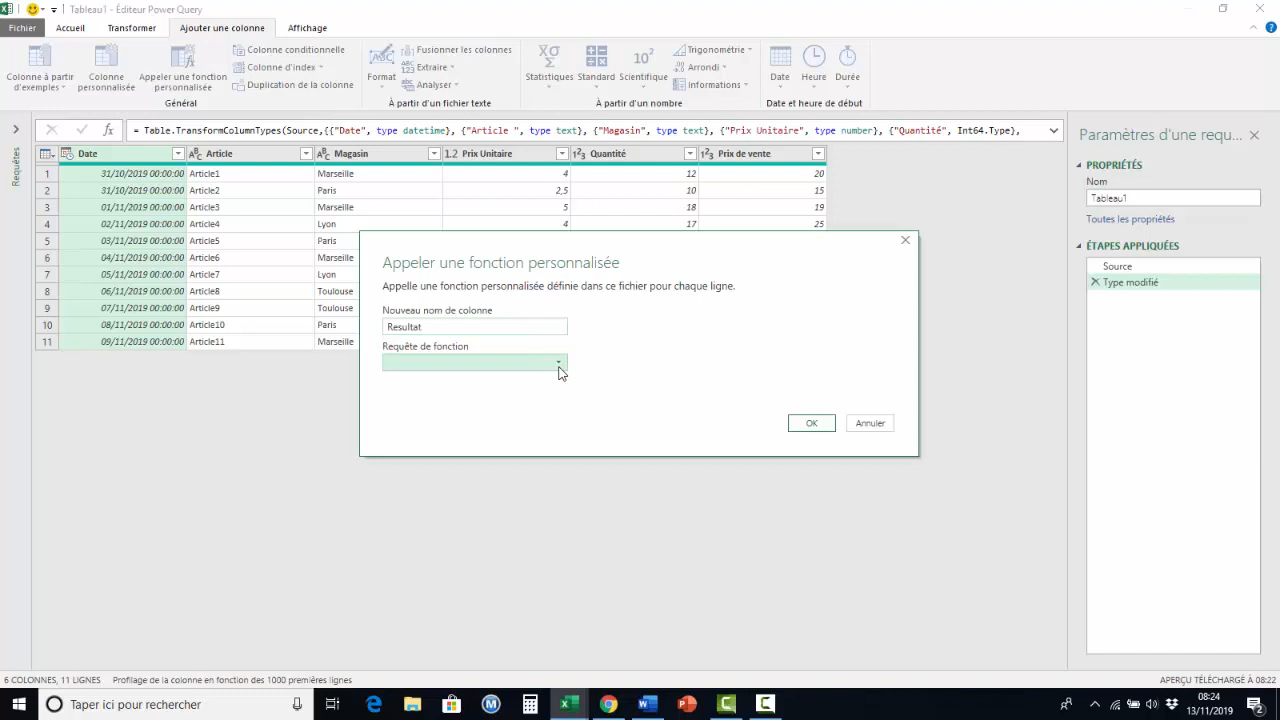 Tableau1 - Éditeur Power Query
Fichier Accueil Transformer Ajouter une colonne Affichage
Colonne à partir d'exemples
Colonne personnalisée
Appeler une fonction personnalisée
Colonne conditionnelle
Colonne d'index
Duplication de la colonne
Général
Format
Fusionner les colonnes
Extraire
Analyser
À partir d'un fichier texte
Statistiques
Standard
Scientifique
Trigonométrie
Arrondi
Informations
À partir d'un nombre
Date
Heure
Durée
Date et heure de début
= Table.TransformColumnTypes(Source,{{"Date", type datetime}, {"Article ", type text}, {"Magasin", type text}, {"Prix Unitaire", type number}, {"Quantité", Int64.Type},
Requêtes
Date Article Magasin 1.2 Prix Unitaire 1²3 Quantité 1²3 Prix de vente
1 31/10/2019 00:00:00 Article1 Marseille 4 12 20
2 31/10/2019 00:00:00 Article2 Paris 2,5 10 15
3 01/11/2019 00:00:00 Article3 Marseille 5 18 19
4 02/11/2019 00:00:00 Article4 Lyon 4 17 25
5 03/11/2019 00:00:00 Article5 Paris
6 04/11/2019 00:00:00 Article6 Marseille
7 05/11/2019 00:00:00 Article7 Lyon
8 06/11/2019 00:00:00 Article8 Toulouse
9 07/11/2019 00:00:00 Article9 Toulouse
10 08/11/2019 00:00:00 Article10 Paris
11 09/11/2019 00:00:00 Article11 Marseille
Appeler une fonction personnalisée
Appelle une fonction personnalisée définie dans ce fichier pour chaque ligne.
Nouveau nom de colonne
Resultat
Requête de fonction
OK Annuler
Paramètres d'une requ...
PROPRIÉTÉS
Nom
Tableau1
Toutes les propriétés
ÉTAPES APPLIQUÉES
Source
Type modifié
6 COLONNES, 11 LIGNES Profilage de la colonne en fonction des 1000 premières lignes
APERÇU TÉLÉCHARGÉ À 08:22
Taper ici pour rechercher
08:24
13/11/2019
2